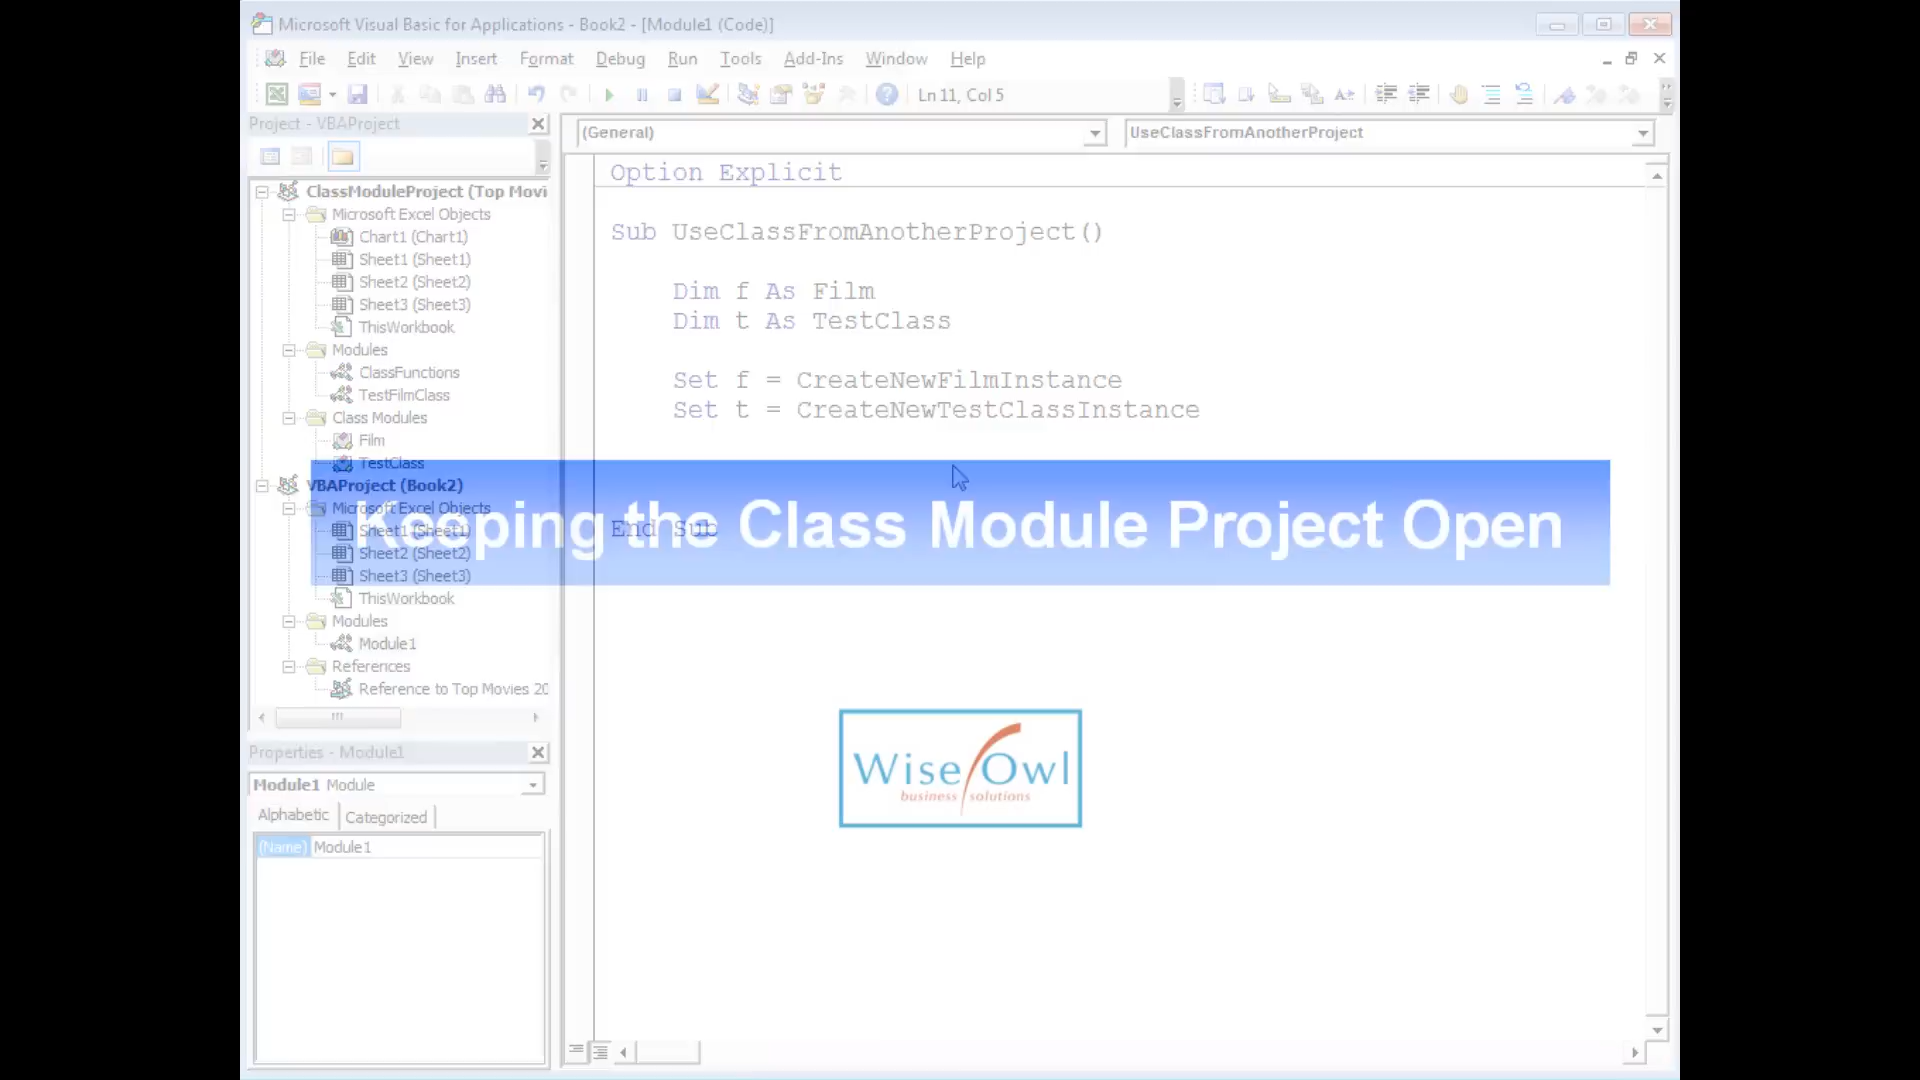 Microsoft Visual Basic for Applications - Book2 - [Module1 (Code)]
File Edit View Insert Format Debug Run Tools Add-Ins Window Help
Ln 11, Col 5
Project - VBAProject
(General)
UseClassFromAnotherProject
ClassModuleProject (Top Movi
Microsoft Excel Objects
Chart1 (Chart1)
Sheet1 (Sheet1)
Sheet2 (Sheet2)
Sheet3 (Sheet3)
ThisWorkbook
Modules
ClassFunctions
TestFilmClass
Class Modules
Film
TestClass
VBAProject (Book2)
Microsoft Excel Objects
Sheet1 (Sheet1)
Sheet2 (Sheet2)
Sheet3 (Sheet3)
ThisWorkbook
Modules
Module1
References
Reference to Top Movies 20
Properties - Module1
Module1 Module
Alphabetic Categorized
(Name) Module1
Option Explicit
Sub UseClassFromAnotherProject()
Dim f As Film
Dim t As TestClass
Set f = CreateNewFilmInstance
Set t = CreateNewTestClassInstance
End Sub
Keeping the Class Module Project Open
Wise Owl
business solutions